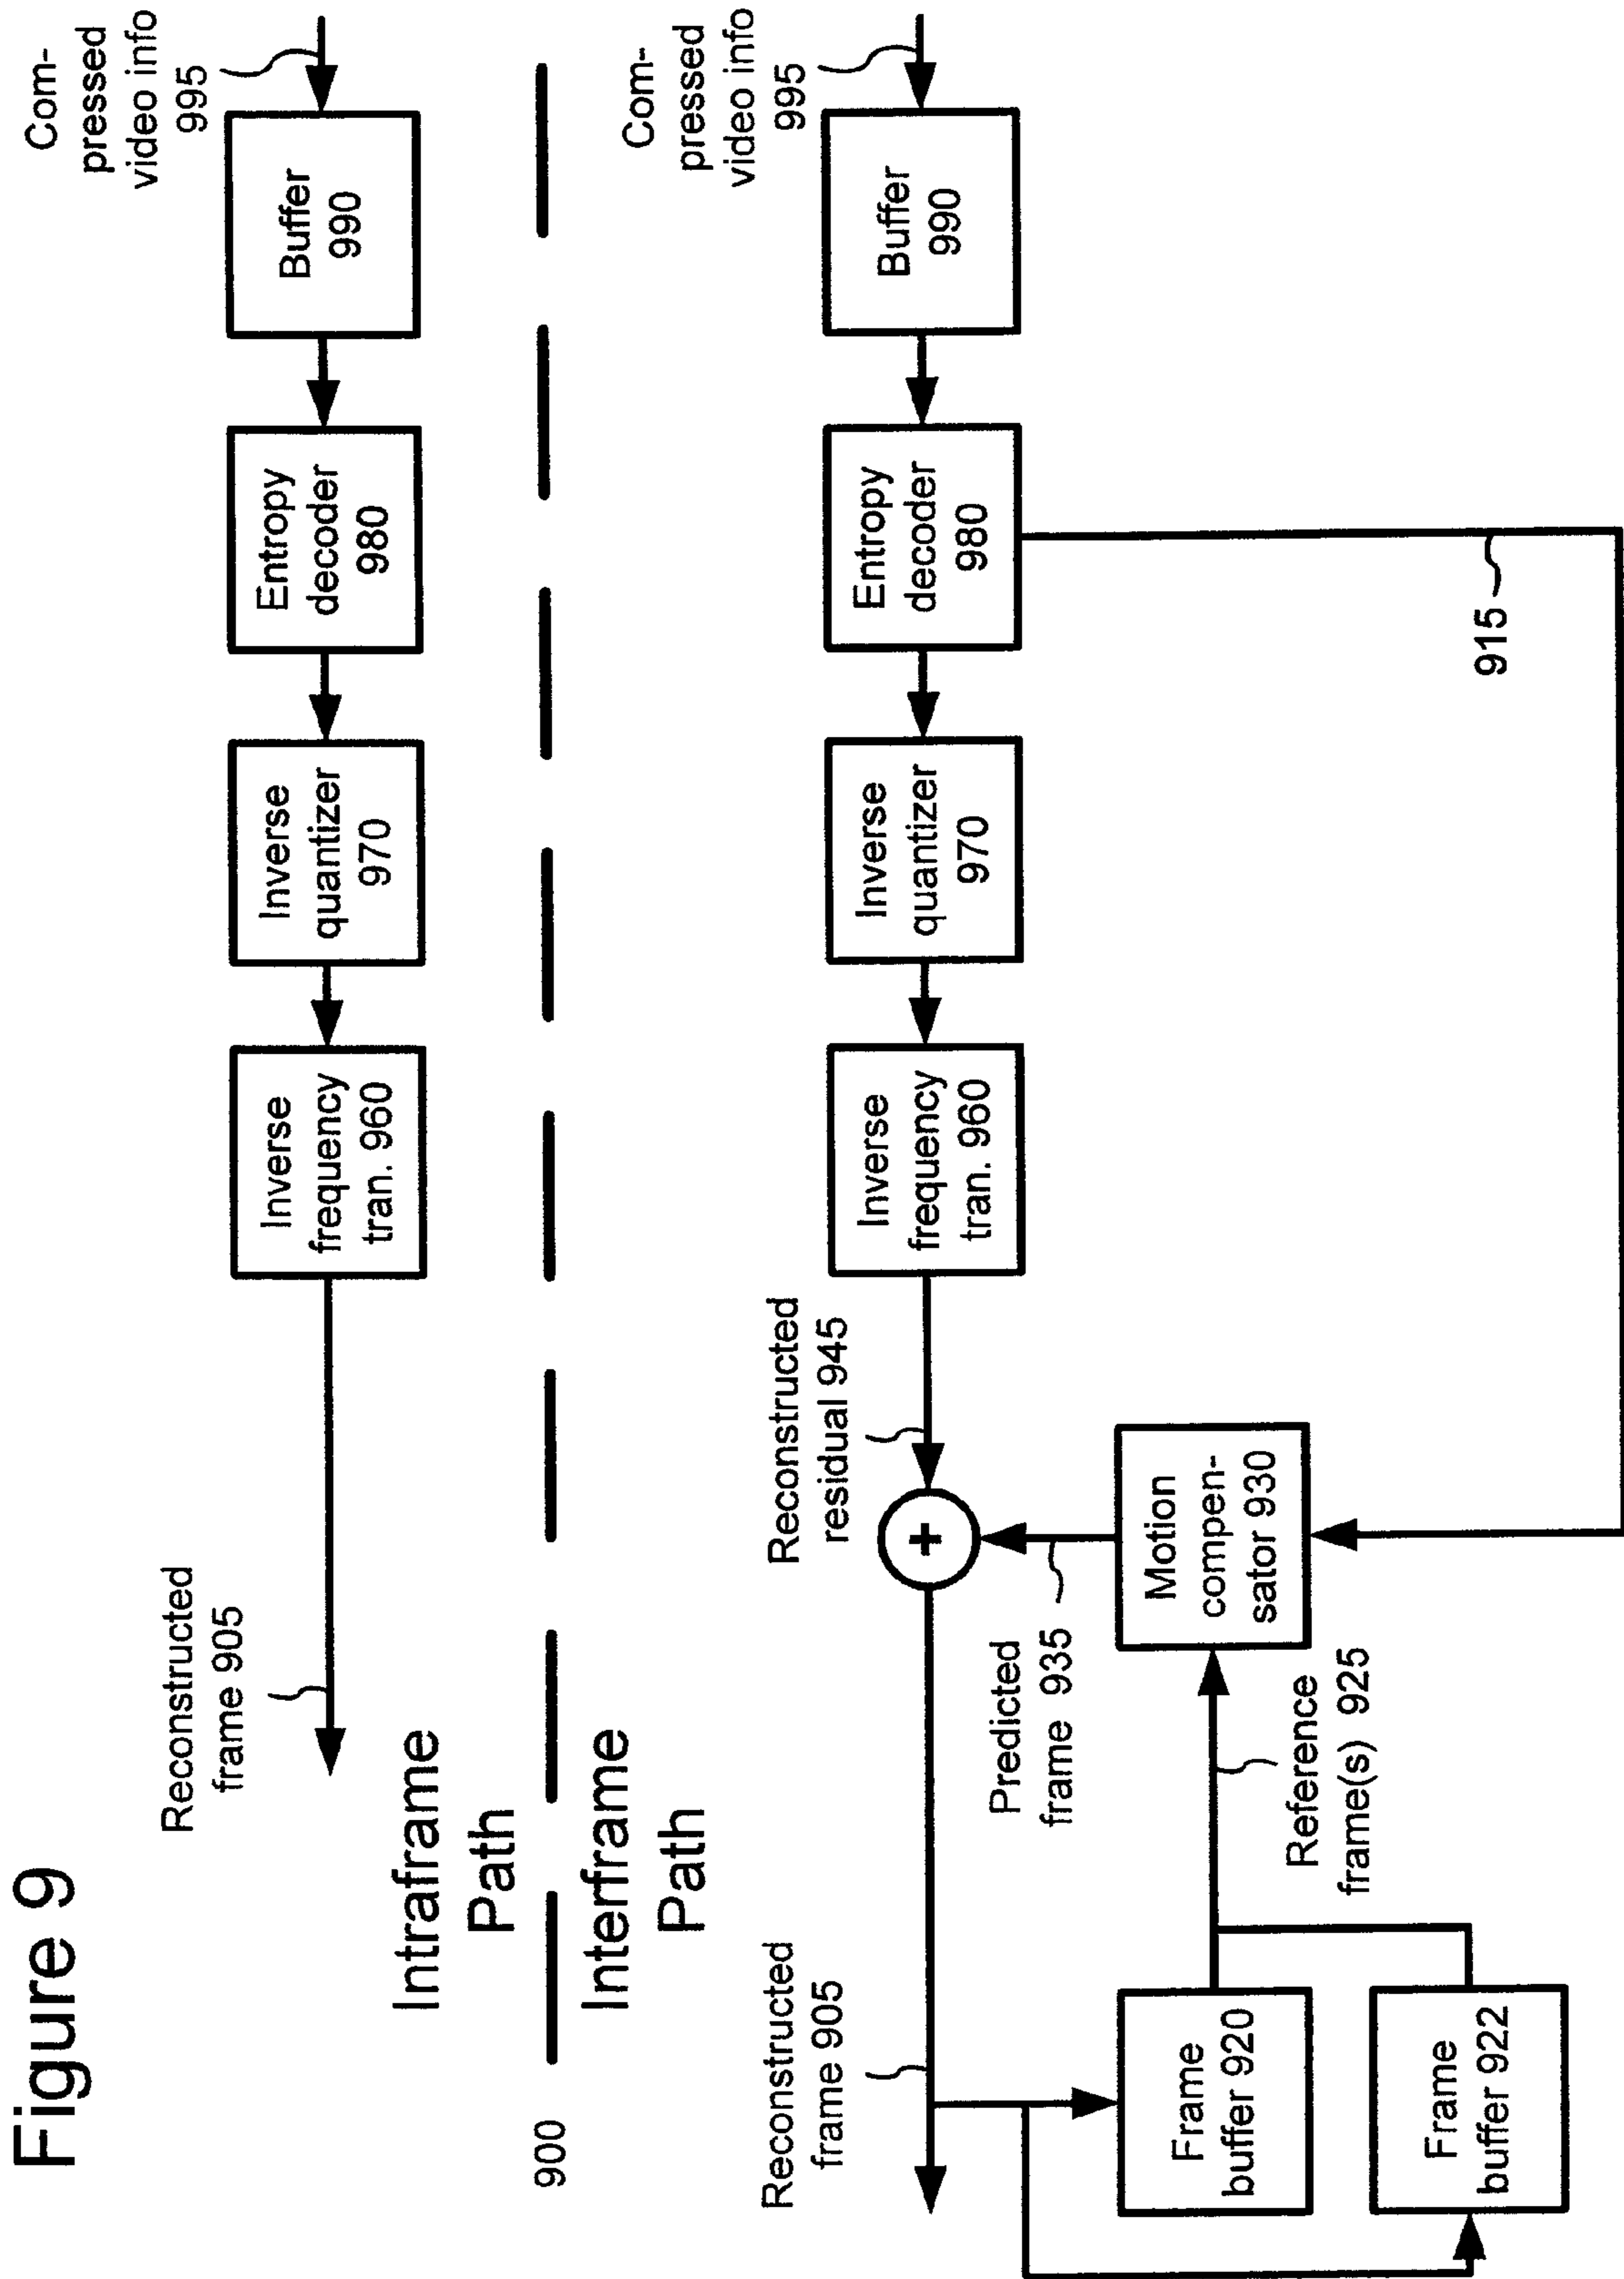 Figure 9
Reconstructed
frame 905
Inverse
frequency
tran. 960
Inverse
quantizer
970
Entropy
decoder
980
Buffer
990
Com-
pressed
video info
995
Intraframe
Path
900
Interframe
Path
Reconstructed
frame 905
Reconstructed
residual 945
+
Inverse
frequency
tran. 960
Inverse
quantizer
970
Entropy
decoder
980
Buffer
990
Com-
pressed
video info
995
Predicted
frame 935
Motion
compen-
sator 930
Reference
frame(s) 925
Frame
buffer 920
Frame
buffer 922
915